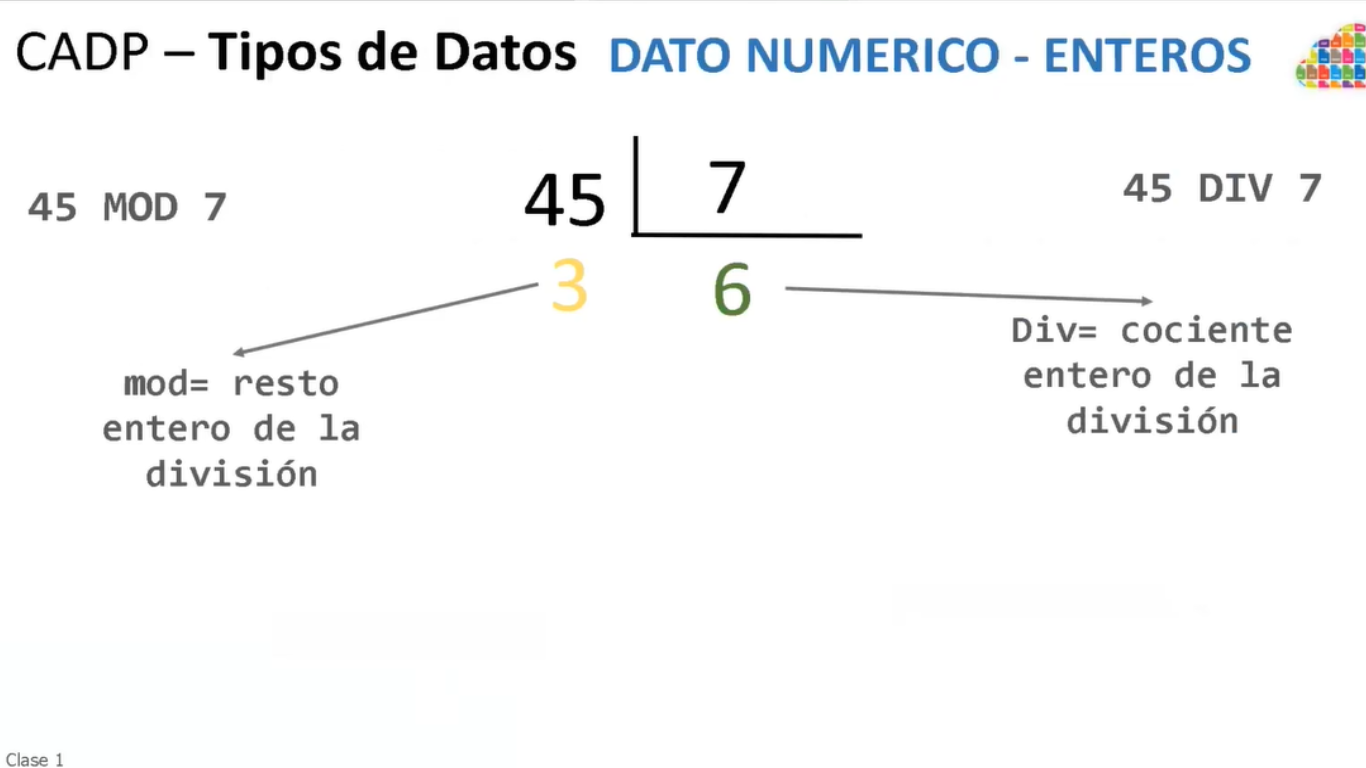 CADP – Tipos de Datos DATO NUMERICO - ENTEROS
45 MOD 7
45 7
45 DIV 7
3 6
mod= resto
entero de la
división
Div= cociente
entero de la
división
Clase 1